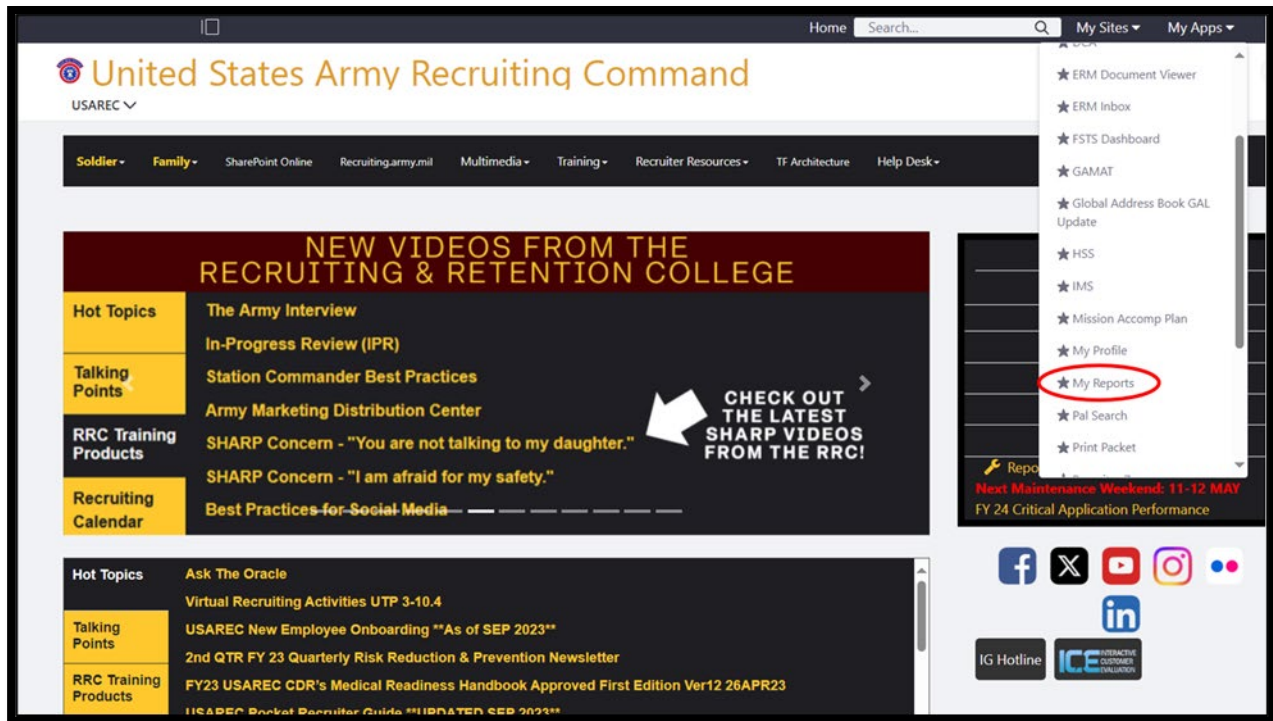 Home Search... My Sites My Apps
United States Army Recruiting Command
USAREC
Soldier Family SharePoint Online Recruiting.army.mil Multimedia Training Recruiter Resources TF Architecture Help Desk
ERM Document Viewer
ERM Inbox
FSTS Dashboard
GAMAT
Global Address Book GAL
Update
HSS
IMS
Mission Accomp Plan
My Profile
My Reports
Pal Search
Print Packet
NEW VIDEOS FROM THE
RECRUITING & RETENTION COLLEGE
Hot Topics
Talking
Points
RRC Training
Products
Recruiting
Calendar
The Army Interview
In-Progress Review (IPR)
Station Commander Best Practices
Army Marketing Distribution Center
SHARP Concern - "You are not talking to my daughter."
SHARP Concern - "I am afraid for my safety."
Best Practices for Social Media
CHECK OUT
THE LATEST
SHARP VIDEOS
FROM THE RRC!
Next Maintenance Weekend: 11-12 MAY
FY 24 Critical Application Performance
Hot Topics
Talking
Points
RRC Training
Products
Ask The Oracle
Virtual Recruiting Activities UTP 3-10.4
USAREC New Employee Onboarding **As of SEP 2023**
2nd QTR FY 23 Quarterly Risk Reduction & Prevention Newsletter
FY23 USAREC CDR's Medical Readiness Handbook Approved First Edition Ver12 26APR23
USAREC Pocket Recruiter Guide **UPDATED SEP 2023**
IG Hotline
ICE INTERACTIVE
CUSTOMER
EVALUATION